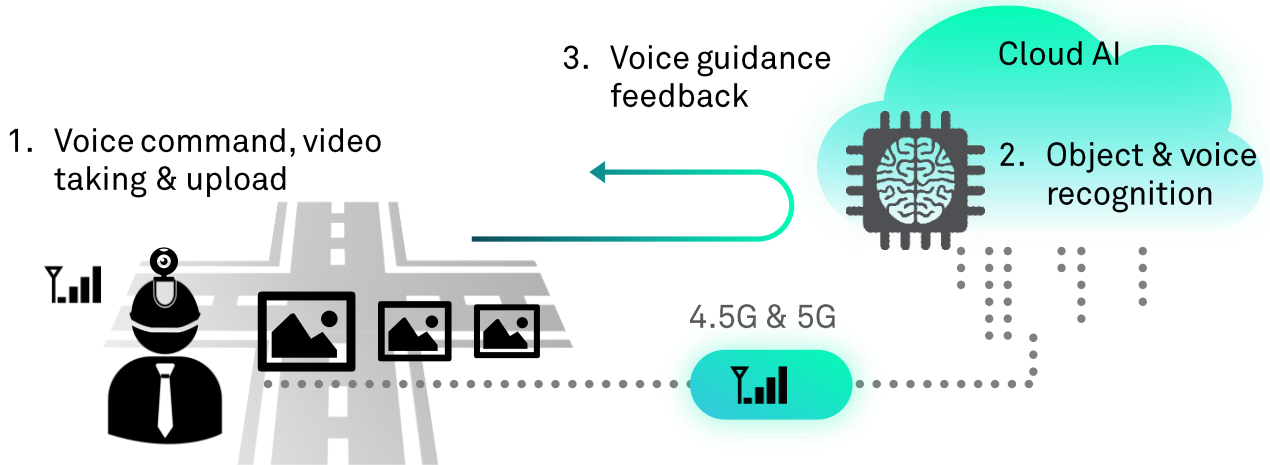 1. Voice command, video
taking & upload
3. Voice guidance
feedback
Cloud AI
2. Object & voice
recognition
4.5G & 5G